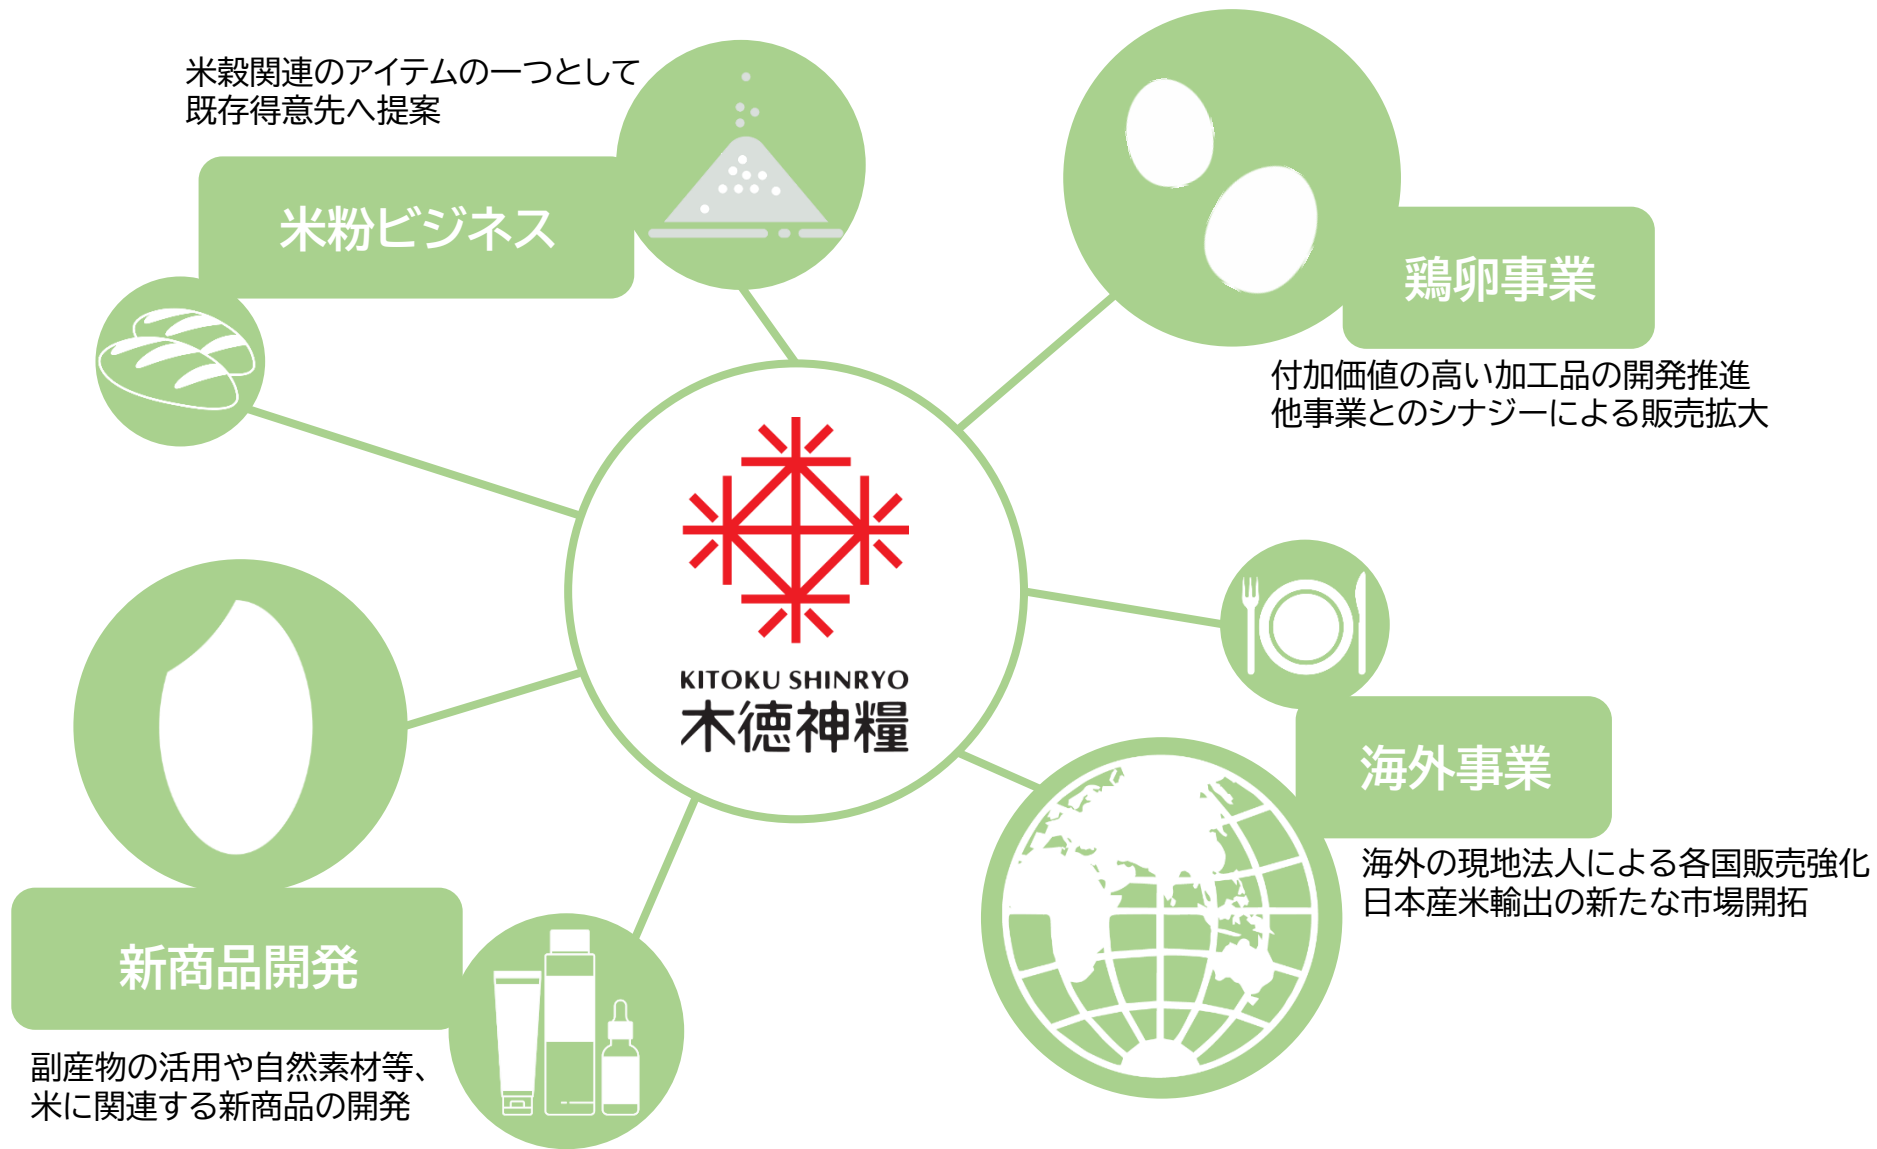 米穀関連のアイテムの一つとして
既存得意先へ提案
米粉ビジネス
鶏卵事業
付加価値の高い加工品の開発推進
他事業とのシナジーによる販売拡大
KITOKU SHINRYO
木徳神糧
海外事業
海外の現地法人による各国販売強化
日本産米輸出の新たな市場開拓
新商品開発
副産物の活用や自然素材等、
米に関連する新商品の開発